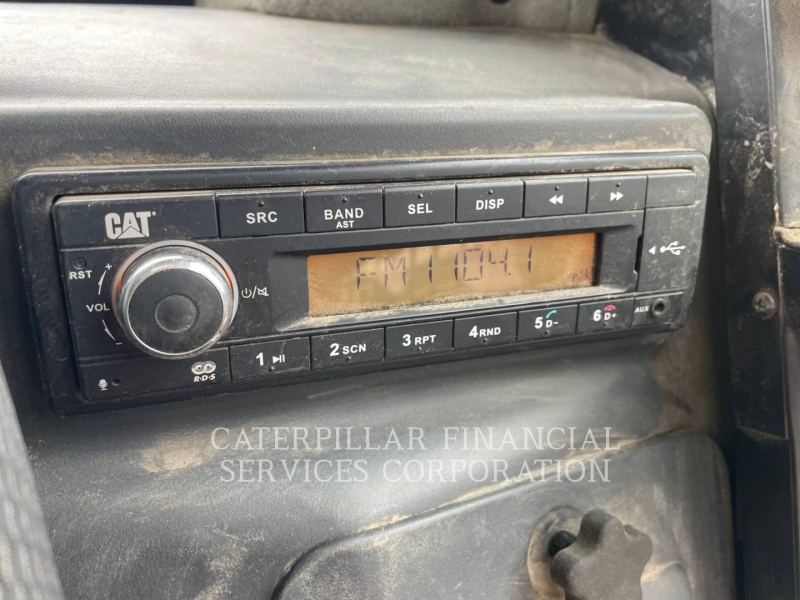 CAT
SRC
BAND
AST
SEL
DISP
RST
+
VOL
-
FM1 104.1
AUX
1
2 SCN
3 RPT
4 RND
5 D-
6 D+
R·D·S
CATERPILLAR FINANCIAL
SERVICES CORPORATION